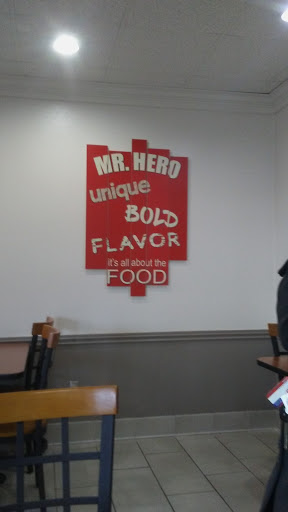 MR. HERO
unique
BOLD
FLAVOR
it's all about the
FOOD